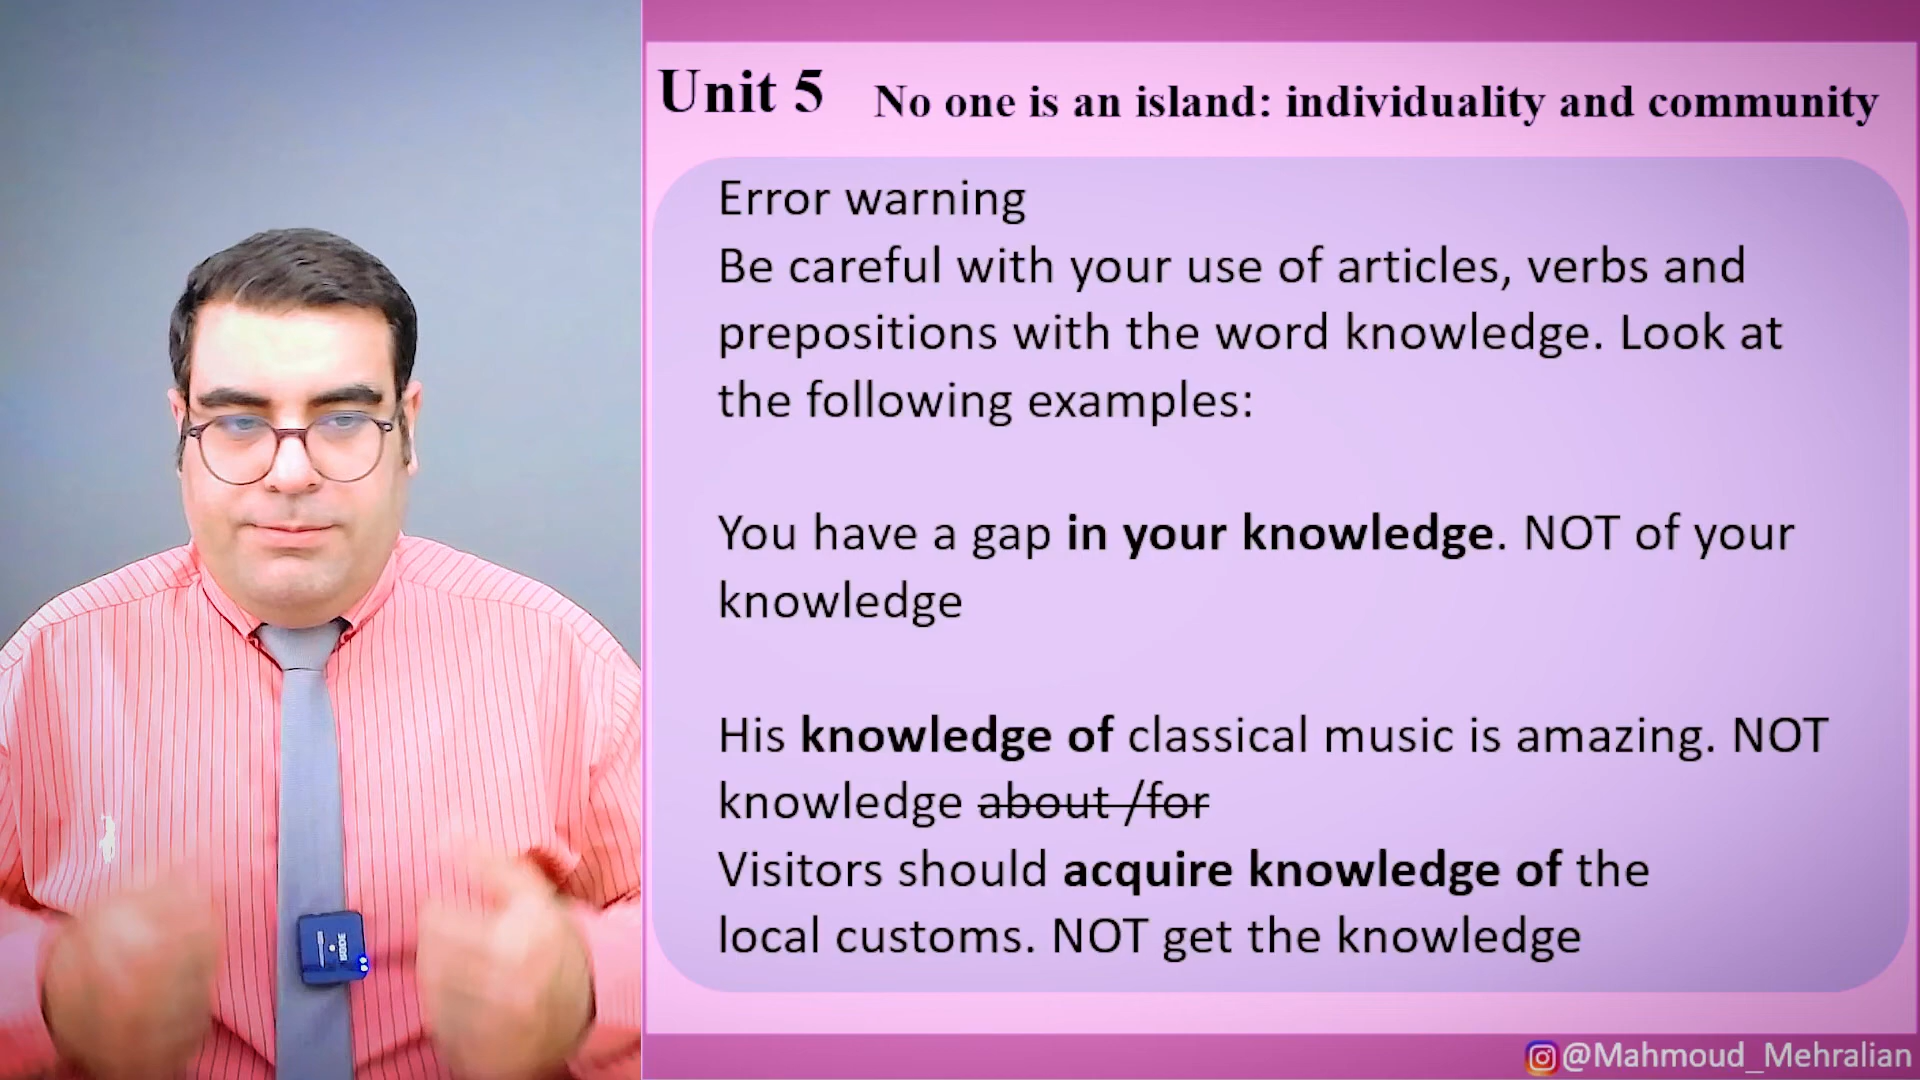 Unit 5 No one is an island: individuality and community
Error warning
Be careful with your use of articles, verbs and
prepositions with the word knowledge. Look at
the following examples:
You have a gap in your knowledge. NOT of your
knowledge
His knowledge of classical music is amazing. NOT
knowledge about /for
Visitors should acquire knowledge of the
local customs. NOT get the knowledge
@Mahmoud_Mehralian